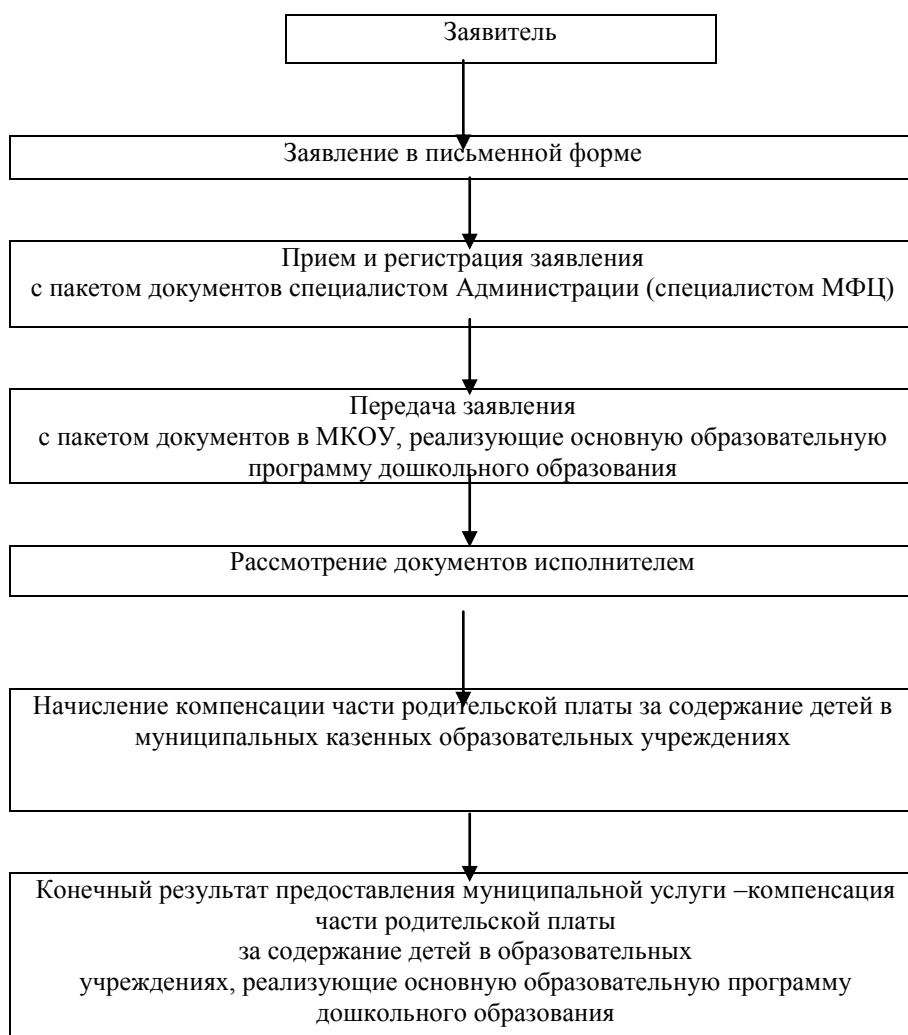 Заявитель
Заявление в письменной форме
Прием и регистрация заявления
с пакетом документов специалистом Администрации (специалистом МФЦ)
Передача заявления
с пакетом документов в МКОУ, реализующие основную образовательную
программу дошкольного образования
Рассмотрение документов исполнителем
Начисление компенсации части родительской платы за содержание детей в
муниципальных казенных образовательных учреждениях
Конечный результат предоставления муниципальной услуги –компенсация
части родительской платы
за содержание детей в образовательных
учреждениях, реализующие основную образовательную программу
дошкольного образования